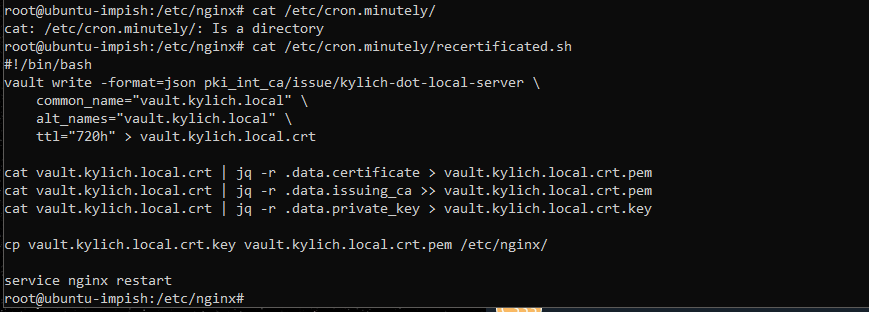 root@ubuntu-impish:/etc/nginx# cat /etc/cron.minutely/
cat: /etc/cron.minutely/: Is a directory
root@ubuntu-impish:/etc/nginx# cat /etc/cron.minutely/recertificated.sh
#!/bin/bash
vault write -format=json pki_int_ca/issue/kylich-dot-local-server \
    common_name="vault.kylich.local" \
    alt_names="vault.kylich.local" \
    ttl="720h" > vault.kylich.local.crt

cat vault.kylich.local.crt | jq -r .data.certificate > vault.kylich.local.crt.pem
cat vault.kylich.local.crt | jq -r .data.issuing_ca >> vault.kylich.local.crt.pem
cat vault.kylich.local.crt | jq -r .data.private_key > vault.kylich.local.crt.key

cp vault.kylich.local.crt.key vault.kylich.local.crt.pem /etc/nginx/

service nginx restart
root@ubuntu-impish:/etc/nginx#